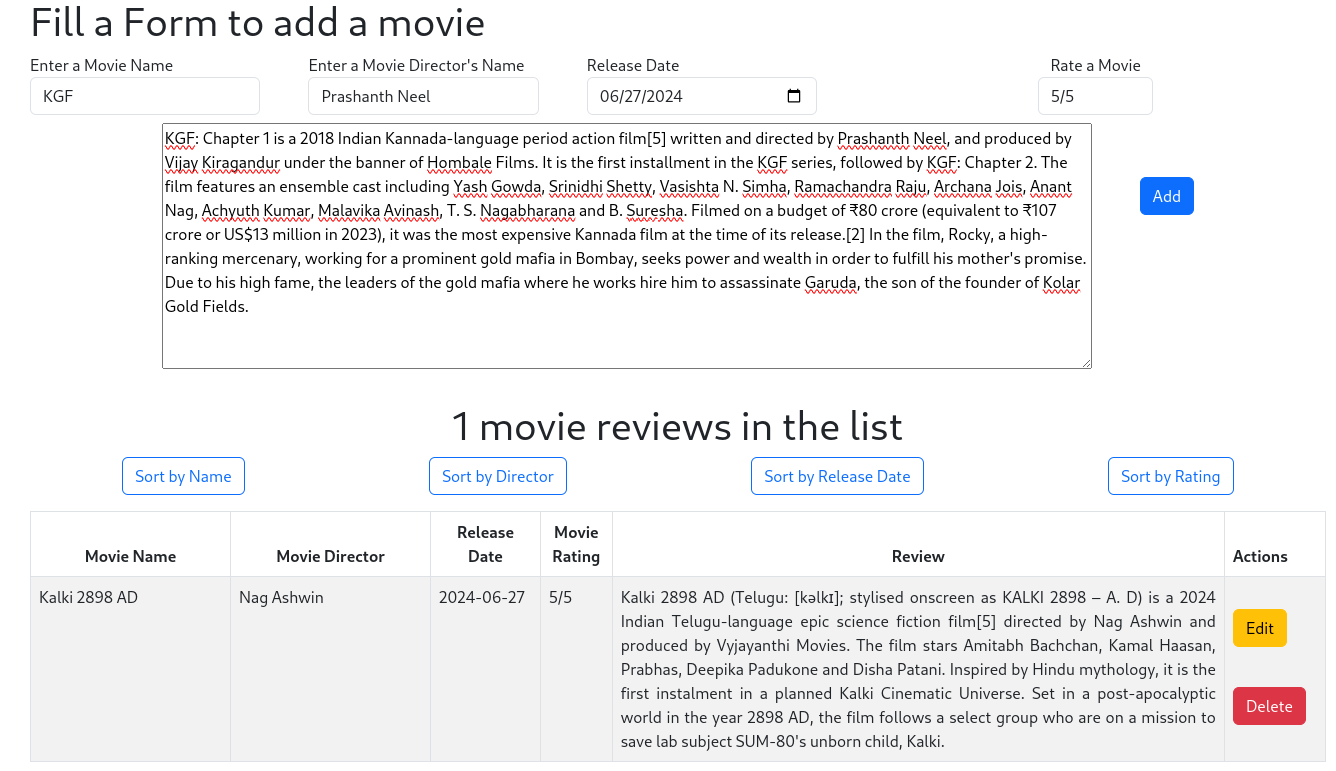 Fill a Form to add a movie
Enter a Movie Name
Enter a Movie Director's Name
Release Date
Rate a Movie
KGF
Prashanth Neel
06/27/2024
5/5
KGF: Chapter 1 is a 2018 Indian Kannada-language period action film[5] written and directed by Prashanth Neel, and produced by
Vijay Kiragandur under the banner of Hombale Films. It is the first installment in the KGF series, followed by KGF: Chapter 2. The
film features an ensemble cast including Yash Gowda, Srinidhi Shetty, Vasishta N. Simha, Ramachandra Raju, Archana Jois, Anant
Nag, Achyuth Kumar, Malavika Avinash, T. S. Nagabharana and B. Suresha. Filmed on a budget of ₹80 crore (equivalent to ₹107
crore or US$13 million in 2023), it was the most expensive Kannada film at the time of its release.[2] In the film, Rocky, a high-
ranking mercenary, working for a prominent gold mafia in Bombay, seeks power and wealth in order to fulfill his mother's promise.
Due to his high fame, the leaders of the gold mafia where he works hire him to assassinate Garuda, the son of the founder of Kolar
Gold Fields.
Add
1 movie reviews in the list
Sort by Name
Sort by Director
Sort by Release Date
Sort by Rating
Movie Name
Movie Director
Release
Date
Movie
Rating
Review
Actions
Kalki 2898 AD
Nag Ashwin
2024-06-27
5/5
Kalki 2898 AD (Telugu: [kəlkɪ]; stylised onscreen as KALKI 2898 – A. D) is a 2024
Indian Telugu-language epic science fiction film[5] directed by Nag Ashwin and
produced by Vyjayanthi Movies. The film stars Amitabh Bachchan, Kamal Haasan,
Prabhas, Deepika Padukone and Disha Patani. Inspired by Hindu mythology, it is the
first instalment in a planned Kalki Cinematic Universe. Set in a post-apocalyptic
world in the year 2898 AD, the film follows a select group who are on a mission to
save lab subject SUM-80's unborn child, Kalki.
Edit
Delete